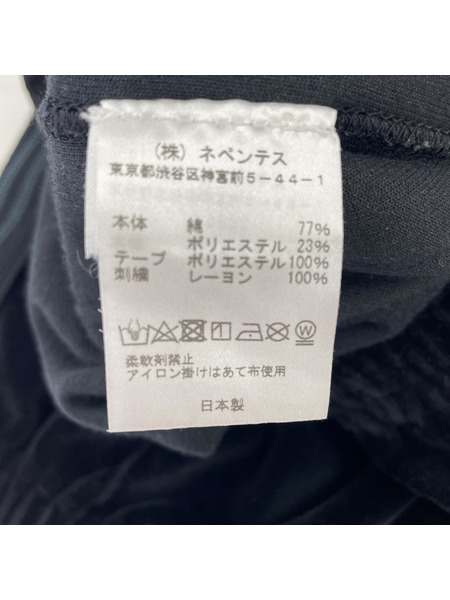 (株) ネペンテス
東京都渋谷区神宮前5-44-1
本体 綿 77%
ポリエステル 23%
テープ ポリエステル 100%
刺繍 レーヨン 100%
柔軟剤禁止
アイロン掛けはあて布使用
日本製